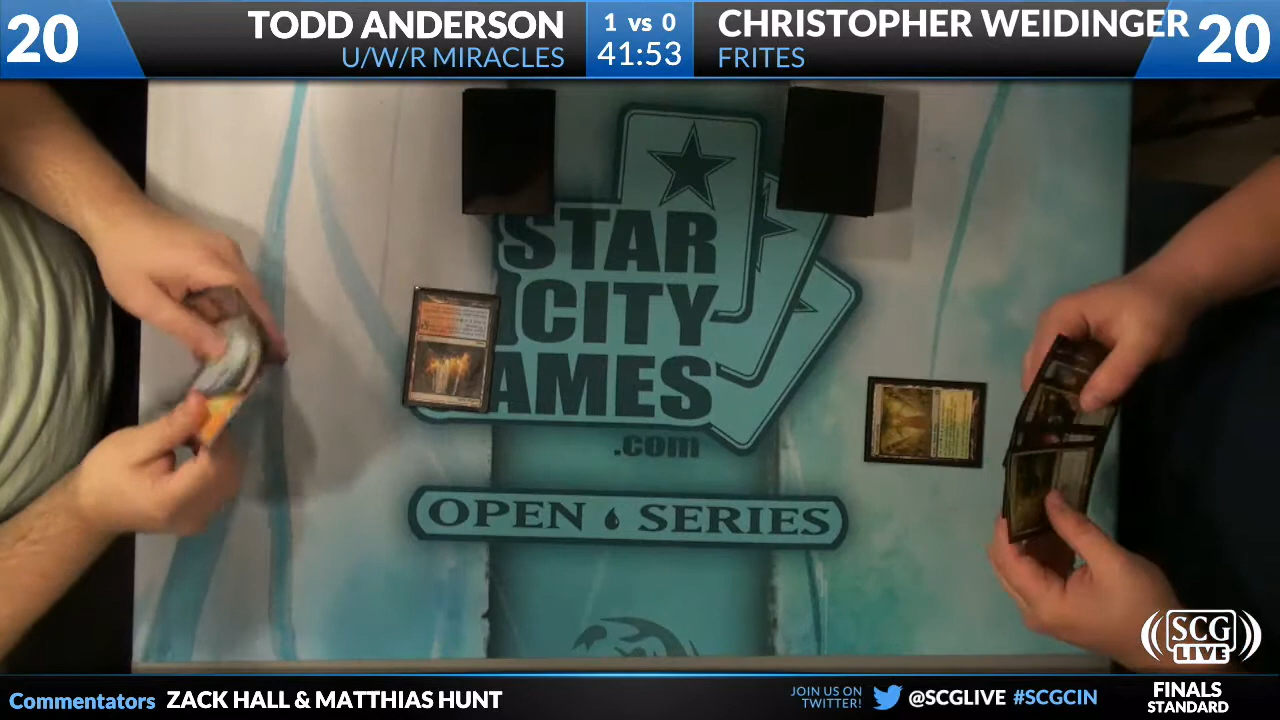 20
TODD ANDERSON
U/W/R MIRACLES
1 vs 0
41:53
CHRISTOPHER WEIDINGER
FRITES
20
STAR
CITY
GAMES
.com
OPEN SERIES
SCG
LIVE
Commentators ZACK HALL & MATTHIAS HUNT
JOIN US ON
TWITTER!
@SCGLIVE #SCGCIN
FINALS
STANDARD